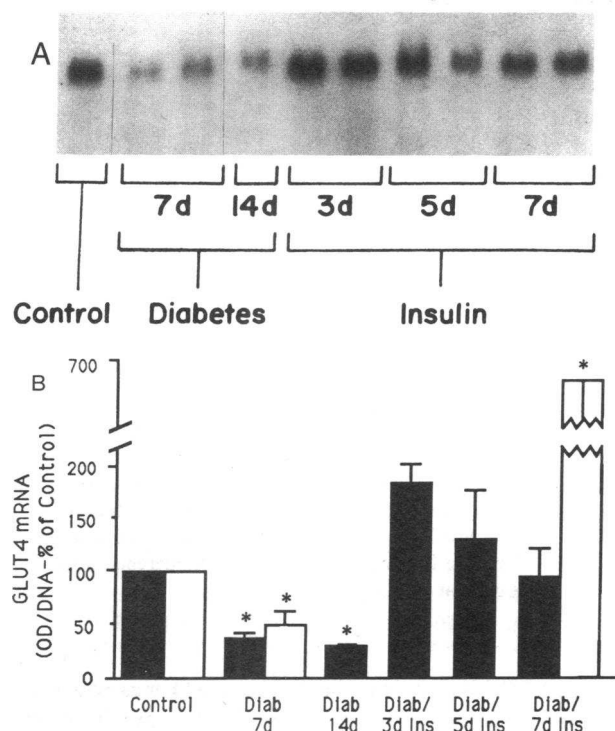 A
7d 14d 3d 5d 7d
Control Diabetes Insulin
B
GLUT4 mRNA
(OD/DNA-% of Control)
700
200
150
100
50
0
*
*
*
*
Control Diab Diab Diab/ Diab/ Diab/
7d 14d 3d Ins 5d Ins 7d Ins